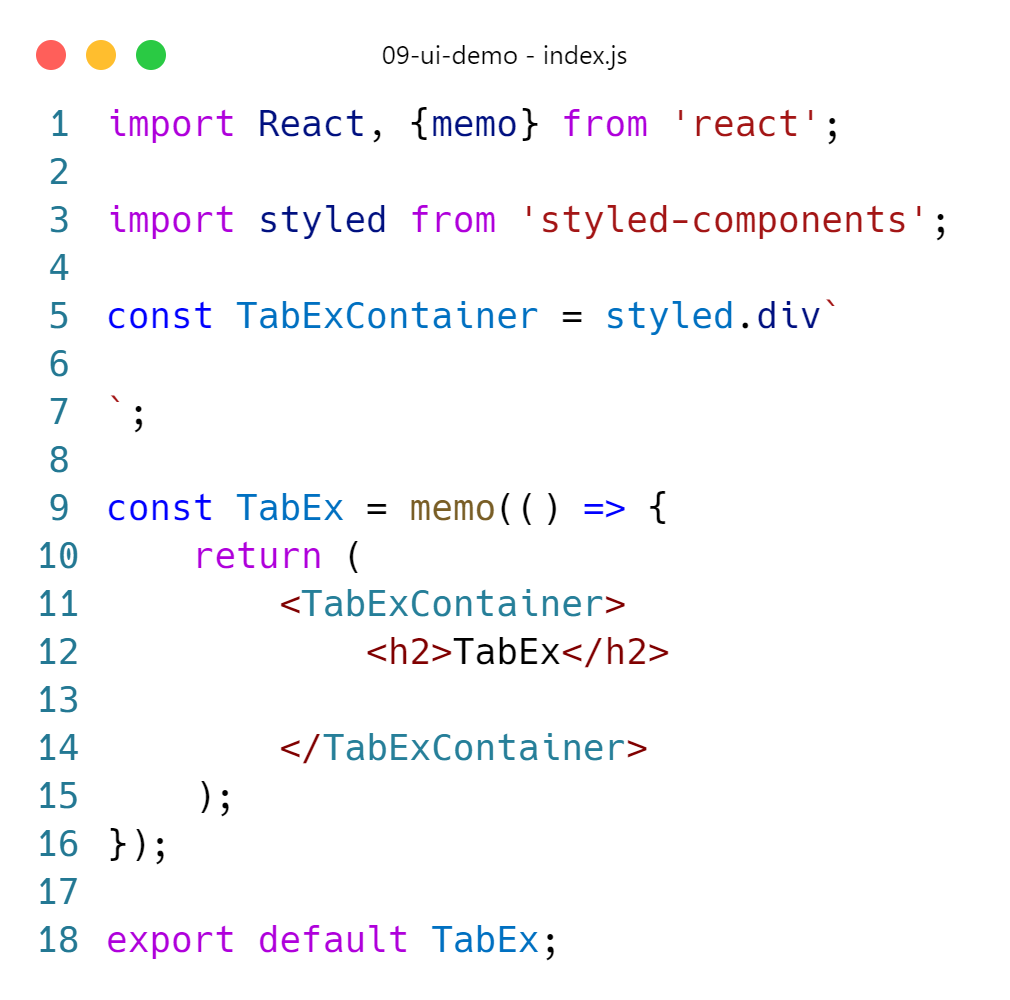 09-ui-demo - index.js
1 import React, {memo} from 'react';
2
3 import styled from 'styled-components';
4
5 const TabExContainer = styled.div`
6
7 `;
8
9 const TabEx = memo(() => {
10     return (
11         <TabExContainer>
12             <h2>TabEx</h2>
13
14         </TabExContainer>
15     );
16 });
17
18 export default TabEx;